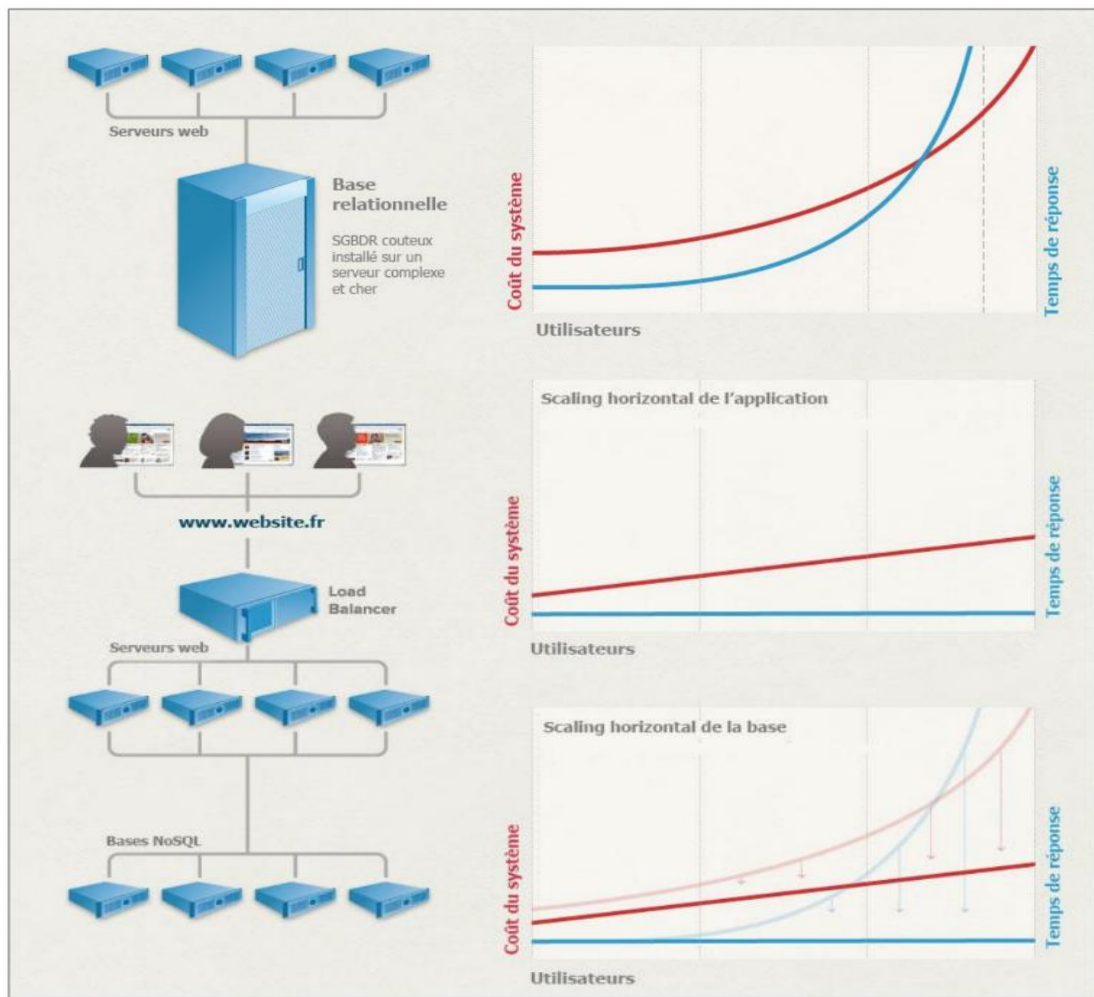 Serveurs web
Base
relationnelle
SGBDR couteux
installé sur un
serveur complexe
et cher
Coût du système
Temps de réponse
Utilisateurs
www.website.fr
Load
Balancer
Serveurs web
Bases NoSQL
Scaling horizontal de l'application
Coût du système
Temps de réponse
Utilisateurs
Scaling horizontal de la base
Coût du système
Temps de réponse
Utilisateurs